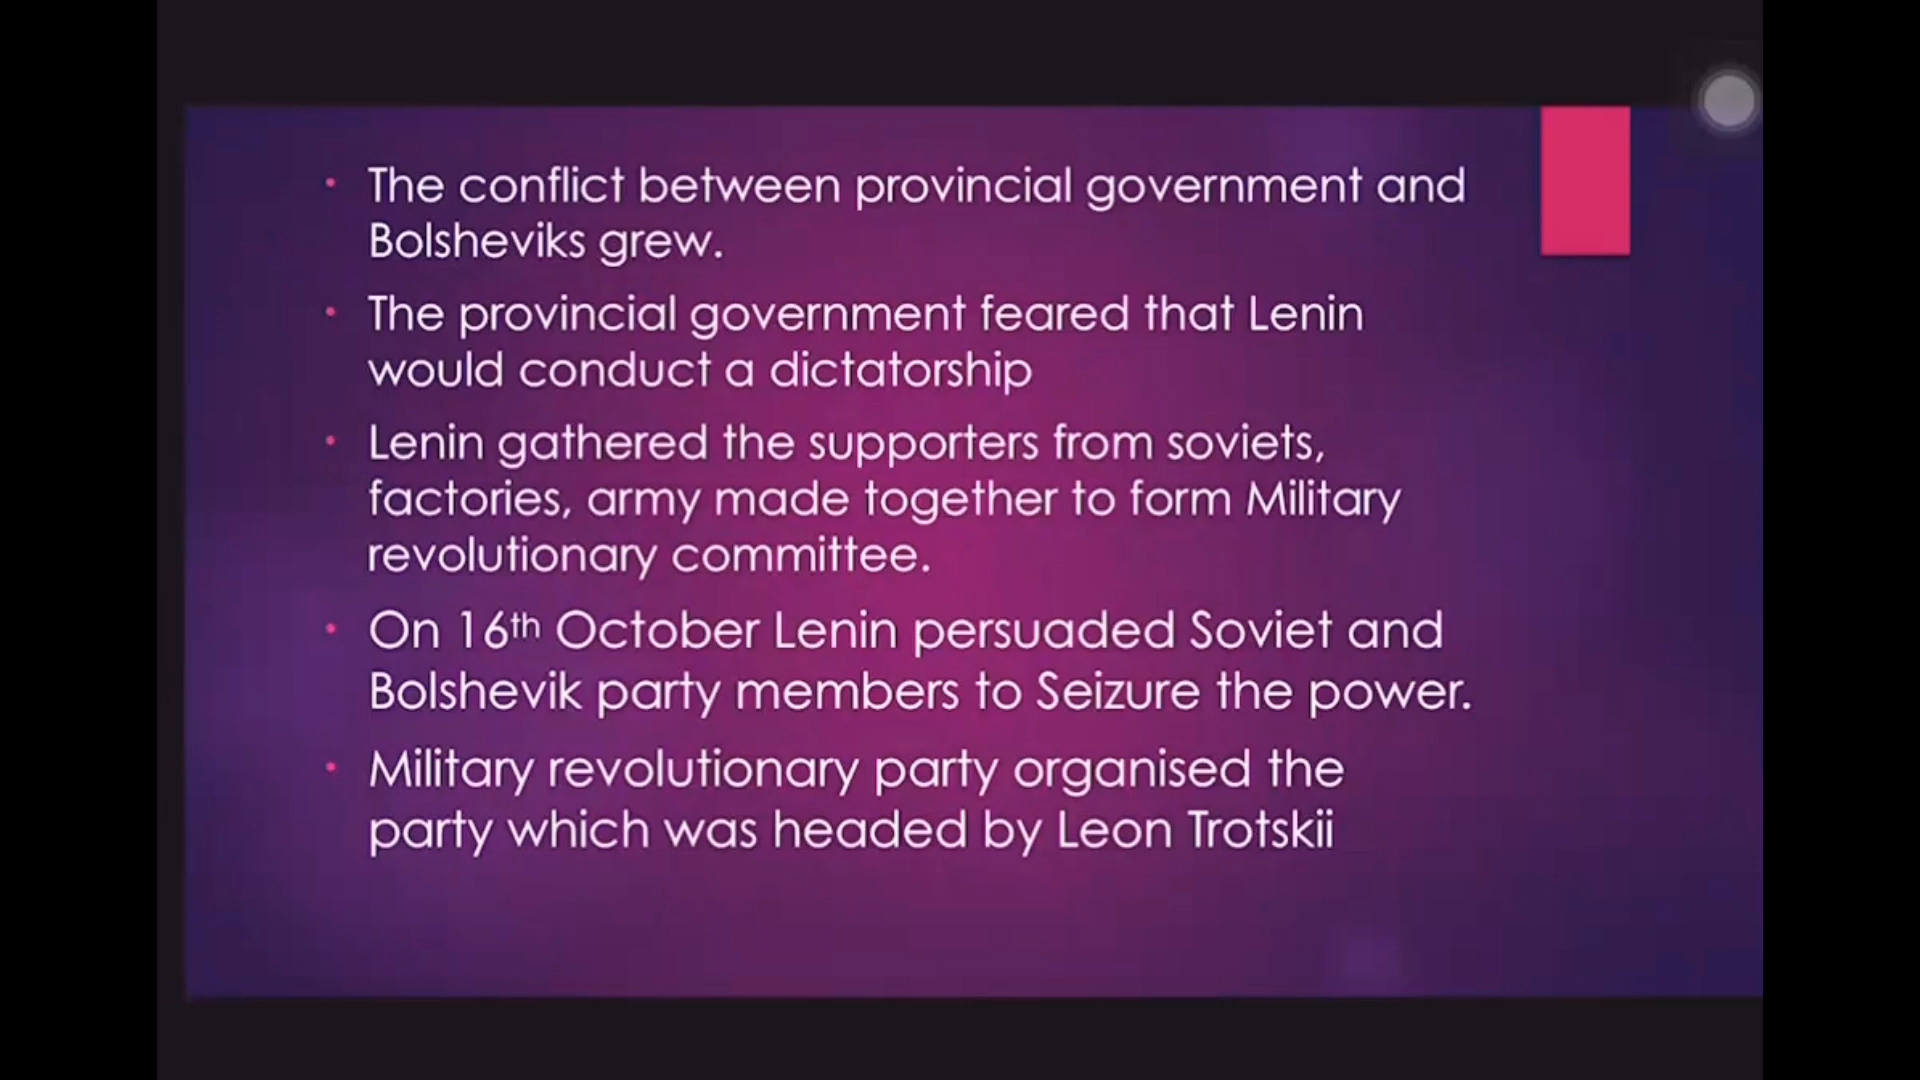 • The conflict between provincial government and
Bolsheviks grew.
• The provincial government feared that Lenin
would conduct a dictatorship
• Lenin gathered the supporters from soviets,
factories, army made together to form Military
revolutionary committee.
• On 16th October Lenin persuaded Soviet and
Bolshevik party members to Seizure the power.
• Military revolutionary party organised the
party which was headed by Leon Trotskii